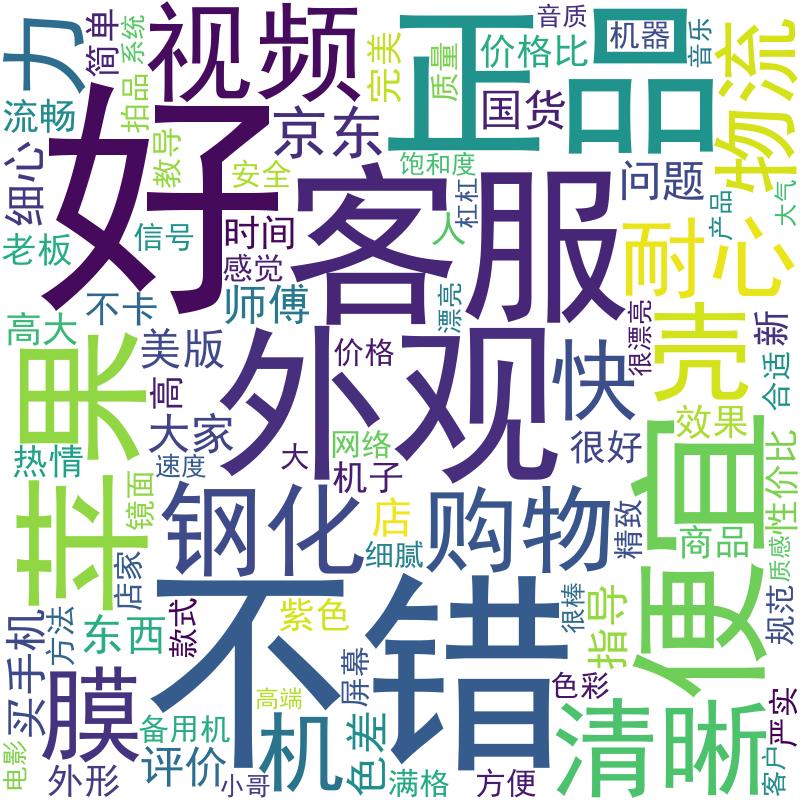 力
简单
系统
视频
完美
正品
音质
价格比
机器
音乐
物流
流畅
拍品
质量
国货
细心
好
教导
京东
安全
客服
饱和度
杠杠
问题
产品
大气
耐心
老板
信号
时间
感觉
人
师傅
漂亮
很漂亮
不卡
高大
美版
外观
价格
快
壳
新
合适
苹果
高
大家
热情
速度
镜面
大
网络
机子
很好
效果
便宜
性价比
钢化
店
细腻
购物
精致
商品
质感
店家
不错
很棒
指导
规范
买手机
方法
东西
款式
紫色
屏幕
色彩
膜
高端
备用机
机
色差
清晰
严实
电影
外形
评价
小哥
满格
方便
客户